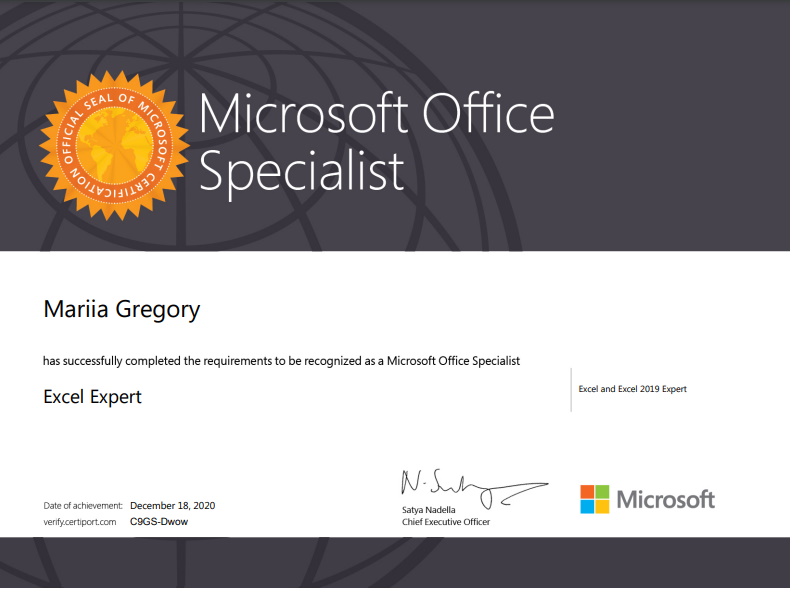 OFFICIAL SEAL OF MICROSOFT CERTIFICATION
Microsoft Office
Specialist
Mariia Gregory
has successfully completed the requirements to be recognized as a Microsoft Office Specialist
Excel Expert
Excel and Excel 2019 Expert
Date of achievement: December 18, 2020
verify.certiport.com C9GS-Dwow
Satya Nadella
Chief Executive Officer
Microsoft